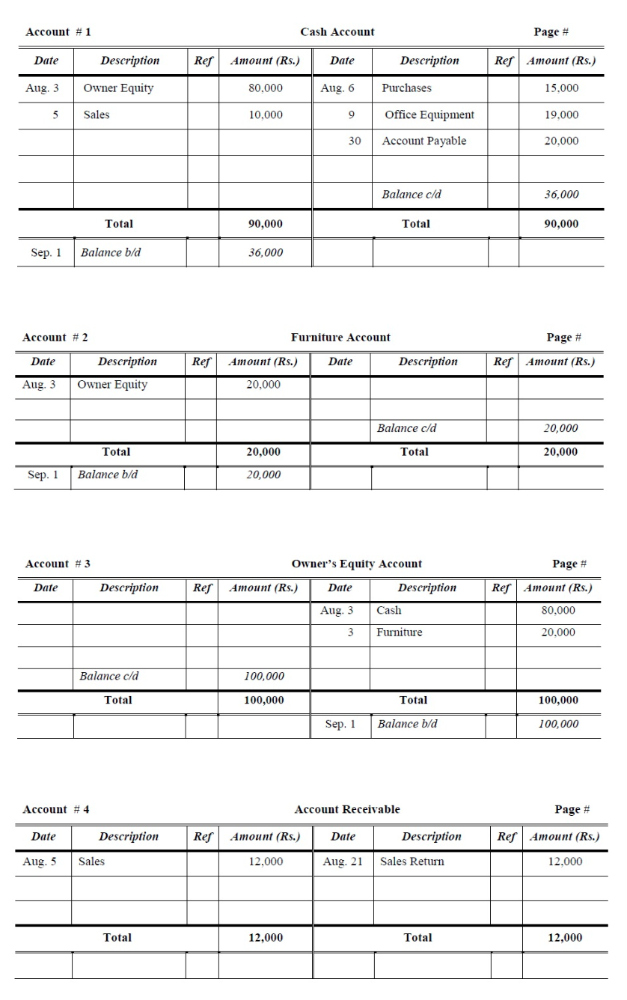 Account # 1 Cash Account Page #
Date Description Ref Amount (Rs.) Date Description Ref Amount (Rs.)
Aug. 3 Owner Equity 80,000 Aug. 6 Purchases 15,000
5 Sales 10,000 9 Office Equipment 19,000
30 Account Payable 20,000
Balance c/d 36,000
Total 90,000 Total 90,000
Sep. 1 Balance b/d 36,000
Account # 2 Furniture Account Page #
Date Description Ref Amount (Rs.) Date Description Ref Amount (Rs.)
Aug. 3 Owner Equity 20,000
Balance c/d 20,000
Total 20,000 Total 20,000
Sep. 1 Balance b/d 20,000
Account # 3 Owner’s Equity Account Page #
Date Description Ref Amount (Rs.) Date Description Ref Amount (Rs.)
Aug. 3 Cash 80,000
3 Furniture 20,000
Balance c/d 100,000
Total 100,000 Total 100,000
Sep. 1 Balance b/d 100,000
Account # 4 Account Receivable Page #
Date Description Ref Amount (Rs.) Date Description Ref Amount (Rs.)
Aug. 5 Sales 12,000 Aug. 21 Sales Return 12,000
Total 12,000 Total 12,000